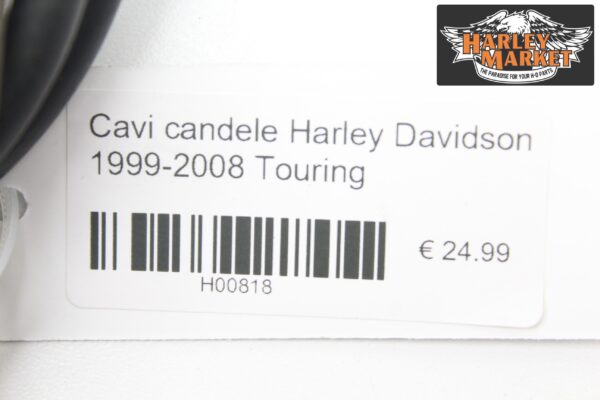 HARLEY
MARKET
THE PARADISE FOR YOUR H-D PARTS
Cavi candele Harley Davidson
1999-2008 Touring
€ 24.99
H00818